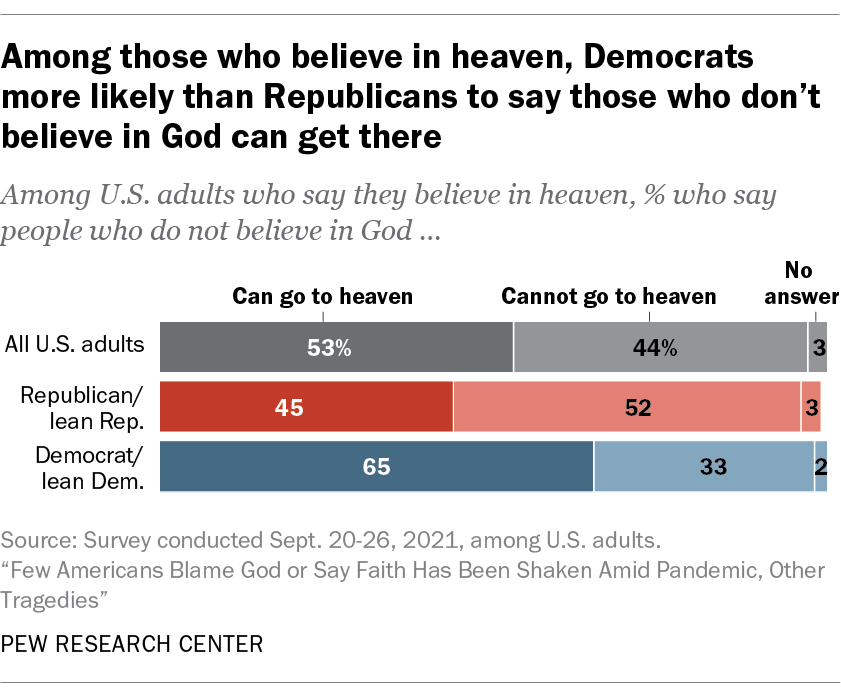 Among those who believe in heaven, Democrats
more likely than Republicans to say those who don’t
believe in God can get there
Among U.S. adults who say they believe in heaven, % who say
people who do not believe in God ...
Can go to heaven
Cannot go to heaven
No
answer
All U.S. adults
53%
44%
3
Republican/
lean Rep.
45
52
3
Democrat/
lean Dem.
65
33
2
Source: Survey conducted Sept. 20-26, 2021, among U.S. adults.
“Few Americans Blame God or Say Faith Has Been Shaken Amid Pandemic, Other
Tragedies”
PEW RESEARCH CENTER